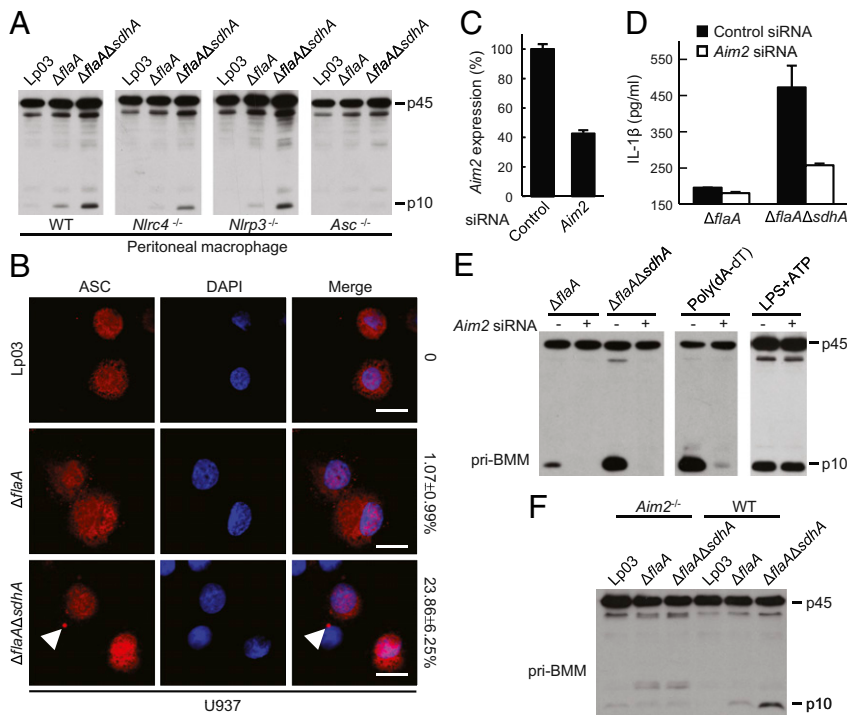 A
Lp03 ΔflaA ΔflaAΔsdhA Lp03 ΔflaA ΔflaAΔsdhA Lp03 ΔflaA ΔflaAΔsdhA Lp03 ΔflaA ΔflaAΔsdhA
p45
p10
WT Nlrc4-/- Nlrp3-/- Asc-/-
Peritoneal macrophage
B
ASC DAPI Merge
Lp03 0
ΔflaA 1.07±0.99%
ΔflaAΔsdhA 23.86±6.25%
U937
C
Aim2 expression (%)
100
80
60
40
20
0
siRNA Control Aim2
D
Control siRNA
Aim2 siRNA
IL-1β (pg/ml)
450
350
250
150
ΔflaA ΔflaAΔsdhA
E
ΔflaA ΔflaAΔsdhA Poly(dA-dT) LPS+ATP
Aim2 siRNA - + - + - + - +
p45
pri-BMM p10
F
Aim2-/- WT
Lp03 ΔflaA ΔflaAΔsdhA Lp03 ΔflaA ΔflaAΔsdhA
p45
pri-BMM
p10